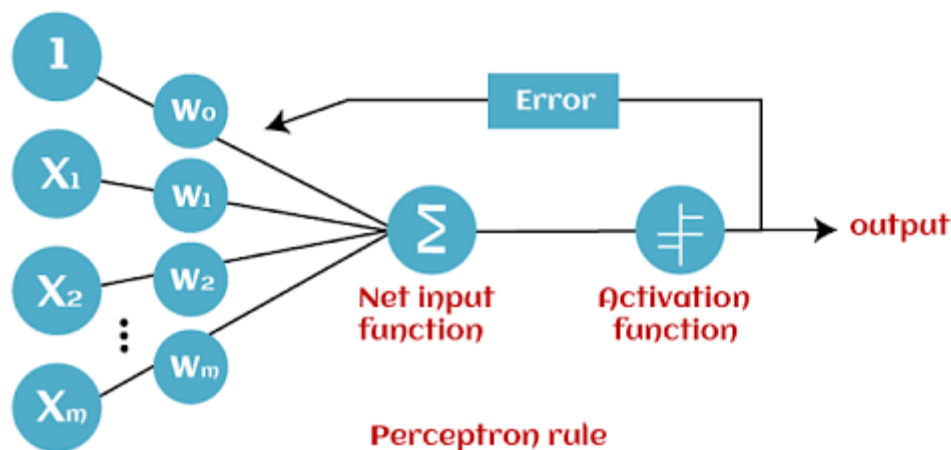 1
W₀
Error
X₁
W₁
Σ
output
X₂
W₂
Net input
function
Activation
function
Xₘ
Wₘ
Perceptron rule